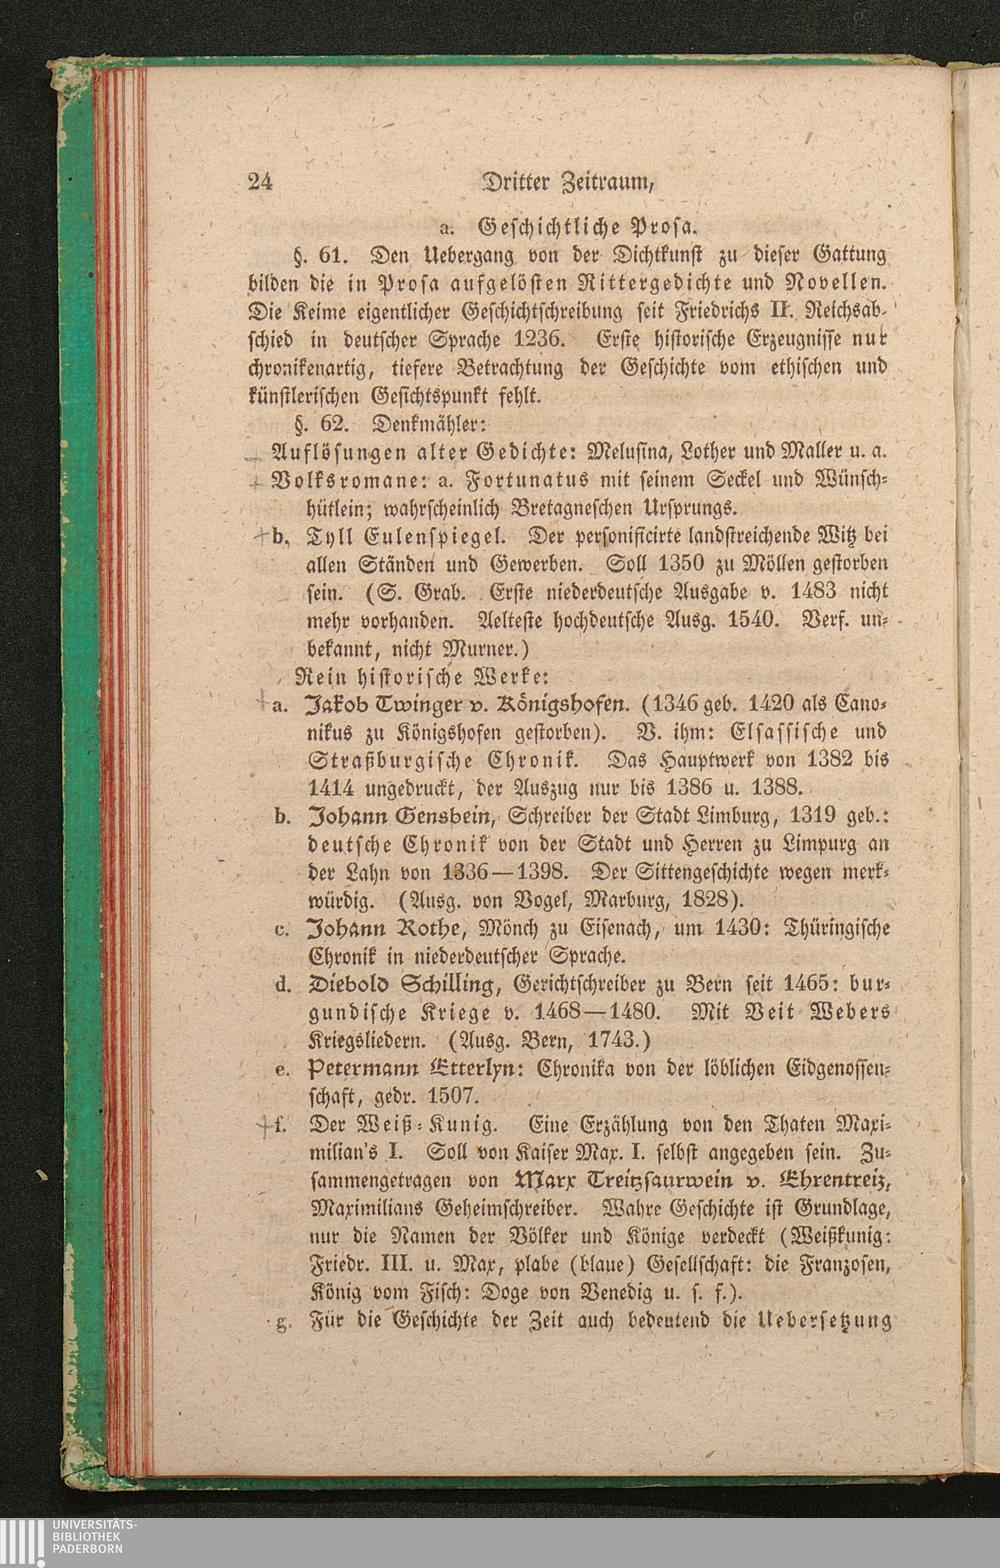 24 Dritter Zeitraum,
a. Geschichtliche Prosa.
§. 61. Den Uebergang von der Dichtkunst zu dieser Gattung
bilden die in Prosa aufgelösten Rittergedichte und Novellen.
Die Keime eigentlicher Geschichtschreibung seit Friedrichs II. Reichsab-
schied in deutscher Sprache 1236. Erste historische Erzeugnisse nur
chronikenartig, tiefere Betrachtung der Geschichte vom ethischen und
künstlerischen Gesichtspunkt fehlt.
§. 62. Denkmähler:
Auflösungen alter Gedichte: Melusina, Lother und Maller u. a.
Volksromane: a. Fortunatus mit seinem Seckel und Wünsch-
hütlein; wahrscheinlich Bretagneschen Ursprungs.
b. Tyll Eulenspiegel. Der personificirte landstreichende Witz bei
allen Ständen und Gewerben. Soll 1350 zu Möllen gestorben
sein. (S. Grab. Erste niederdeutsche Ausgabe v. 1483 nicht
mehr vorhanden. Aelteste hochdeutsche Ausg. 1540. Verf. un-
bekannt, nicht Murner.)
Rein historische Werke:
a. Jakob Twinger v. Königshofen. (1346 geb. 1420 als Cano-
nikus zu Königshofen gestorben). V. ihm: Elsassische und
Straßburgische Chronik. Das Hauptwerk von 1382 bis
1414 ungedruckt, der Auszug nur bis 1386 u. 1388.
b. Johann Gensbein, Schreiber der Stadt Limburg, 1319 geb.:
deutsche Chronik von der Stadt und Herren zu Limpurg an
der Lahn von 1336—1398. Der Sittengeschichte wegen merk-
würdig. (Ausg. von Vogel, Marburg, 1828).
c. Johann Rothe, Mönch zu Eisenach, um 1430: Thüringische
Chronik in niederdeutscher Sprache.
d. Diebold Schilling, Gerichtschreiber zu Bern seit 1465: bur-
gundische Kriege v. 1468—1480. Mit Veit Webers
Kriegsliedern. (Ausg. Bern, 1743.)
e. Petermann Etterlyn: Chronika von der löblichen Eidgenossen-
schaft, gedr. 1507.
f. Der Weiß-Kunig. Eine Erzählung von den Thaten Maxi-
milian's I. Soll von Kaiser Max. I. selbst angegeben sein. Zu-
sammengetragen von Marx Treitzsaurwein v. Ehrentreiz,
Maximilians Geheimschreiber. Wahre Geschichte ist Grundlage,
nur die Namen der Völker und Könige verdeckt (Weißkunig:
Friedr. III. u. Max, plabe (blaue) Gesellschaft: die Franzosen,
König vom Fisch: Doge von Venedig u. s. f.).
g. Für die Geschichte der Zeit auch bedeutend die Uebersetzung
UNIVERSITÄTS-
BIBLIOTHEK
PADERBORN